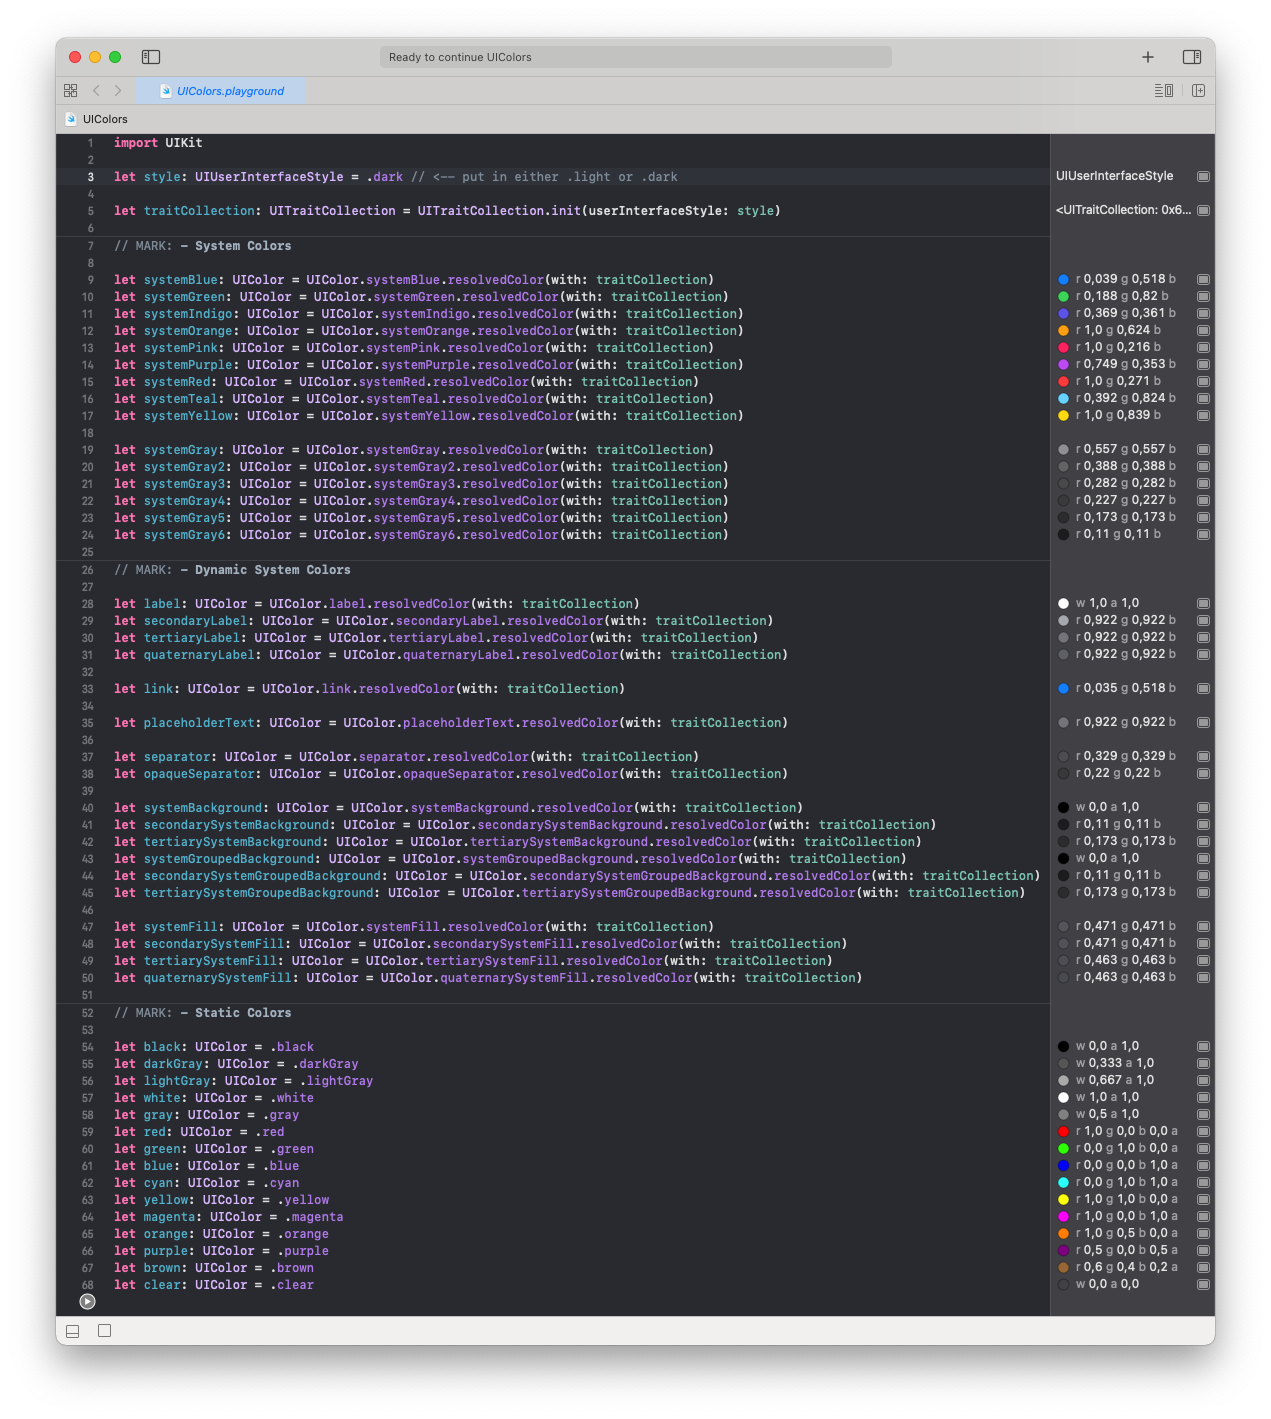 Ready to continue UIColors
UIColors.playground
UIColors
1 import UIKit
2
3 let style: UIUserInterfaceStyle = .dark // <-- put in either .light or .dark UIUserInterfaceStyle
4
5 let traitCollection: UITraitCollection = UITraitCollection.init(userInterfaceStyle: style) <UITraitCollection: 0x6...
6
7 // MARK: - System Colors
8
9 let systemBlue: UIColor = UIColor.systemBlue.resolvedColor(with: traitCollection) r 0,039 g 0,518 b
10 let systemGreen: UIColor = UIColor.systemGreen.resolvedColor(with: traitCollection) r 0,188 g 0,82 b
11 let systemIndigo: UIColor = UIColor.systemIndigo.resolvedColor(with: traitCollection) r 0,369 g 0,361 b
12 let systemOrange: UIColor = UIColor.systemOrange.resolvedColor(with: traitCollection) r 1,0 g 0,624 b
13 let systemPink: UIColor = UIColor.systemPink.resolvedColor(with: traitCollection) r 1,0 g 0,216 b
14 let systemPurple: UIColor = UIColor.systemPurple.resolvedColor(with: traitCollection) r 0,749 g 0,353 b
15 let systemRed: UIColor = UIColor.systemRed.resolvedColor(with: traitCollection) r 1,0 g 0,271 b
16 let systemTeal: UIColor = UIColor.systemTeal.resolvedColor(with: traitCollection) r 0,392 g 0,824 b
17 let systemYellow: UIColor = UIColor.systemYellow.resolvedColor(with: traitCollection) r 1,0 g 0,839 b
18
19 let systemGray: UIColor = UIColor.systemGray.resolvedColor(with: traitCollection) r 0,557 g 0,557 b
20 let systemGray2: UIColor = UIColor.systemGray2.resolvedColor(with: traitCollection) r 0,388 g 0,388 b
21 let systemGray3: UIColor = UIColor.systemGray3.resolvedColor(with: traitCollection) r 0,282 g 0,282 b
22 let systemGray4: UIColor = UIColor.systemGray4.resolvedColor(with: traitCollection) r 0,227 g 0,227 b
23 let systemGray5: UIColor = UIColor.systemGray5.resolvedColor(with: traitCollection) r 0,173 g 0,173 b
24 let systemGray6: UIColor = UIColor.systemGray6.resolvedColor(with: traitCollection) r 0,11 g 0,11 b
25
26 // MARK: - Dynamic System Colors
27
28 let label: UIColor = UIColor.label.resolvedColor(with: traitCollection) w 1,0 a 1,0
29 let secondaryLabel: UIColor = UIColor.secondaryLabel.resolvedColor(with: traitCollection) r 0,922 g 0,922 b
30 let tertiaryLabel: UIColor = UIColor.tertiaryLabel.resolvedColor(with: traitCollection) r 0,922 g 0,922 b
31 let quaternaryLabel: UIColor = UIColor.quaternaryLabel.resolvedColor(with: traitCollection) r 0,922 g 0,922 b
32
33 let link: UIColor = UIColor.link.resolvedColor(with: traitCollection) r 0,035 g 0,518 b
34
35 let placeholderText: UIColor = UIColor.placeholderText.resolvedColor(with: traitCollection) r 0,922 g 0,922 b
36
37 let separator: UIColor = UIColor.separator.resolvedColor(with: traitCollection) r 0,329 g 0,329 b
38 let opaqueSeparator: UIColor = UIColor.opaqueSeparator.resolvedColor(with: traitCollection) r 0,22 g 0,22 b
39
40 let systemBackground: UIColor = UIColor.systemBackground.resolvedColor(with: traitCollection) w 0,0 a 1,0
41 let secondarySystemBackground: UIColor = UIColor.secondarySystemBackground.resolvedColor(with: traitCollection) r 0,11 g 0,11 b
42 let tertiarySystemBackground: UIColor = UIColor.tertiarySystemBackground.resolvedColor(with: traitCollection) r 0,173 g 0,173 b
43 let systemGroupedBackground: UIColor = UIColor.systemGroupedBackground.resolvedColor(with: traitCollection) w 0,0 a 1,0
44 let secondarySystemGroupedBackground: UIColor = UIColor.secondarySystemGroupedBackground.resolvedColor(with: traitCollection) r 0,11 g 0,11 b
45 let tertiarySystemGroupedBackground: UIColor = UIColor.tertiarySystemGroupedBackground.resolvedColor(with: traitCollection) r 0,173 g 0,173 b
46
47 let systemFill: UIColor = UIColor.systemFill.resolvedColor(with: traitCollection) r 0,471 g 0,471 b
48 let secondarySystemFill: UIColor = UIColor.secondarySystemFill.resolvedColor(with: traitCollection) r 0,471 g 0,471 b
49 let tertiarySystemFill: UIColor = UIColor.tertiarySystemFill.resolvedColor(with: traitCollection) r 0,463 g 0,463 b
50 let quaternarySystemFill: UIColor = UIColor.quaternarySystemFill.resolvedColor(with: traitCollection) r 0,463 g 0,463 b
51
52 // MARK: - Static Colors
53
54 let black: UIColor = .black w 0,0 a 1,0
55 let darkGray: UIColor = .darkGray w 0,333 a 1,0
56 let lightGray: UIColor = .lightGray w 0,667 a 1,0
57 let white: UIColor = .white w 1,0 a 1,0
58 let gray: UIColor = .gray w 0,5 a 1,0
59 let red: UIColor = .red r 1,0 g 0,0 b 0,0 a
60 let green: UIColor = .green r 0,0 g 1,0 b 0,0 a
61 let blue: UIColor = .blue r 0,0 g 0,0 b 1,0 a
62 let cyan: UIColor = .cyan r 0,0 g 1,0 b 1,0 a
63 let yellow: UIColor = .yellow r 1,0 g 1,0 b 0,0 a
64 let magenta: UIColor = .magenta r 1,0 g 0,0 b 1,0 a
65 let orange: UIColor = .orange r 1,0 g 0,5 b 0,0 a
66 let purple: UIColor = .purple r 0,5 g 0,0 b 0,5 a
67 let brown: UIColor = .brown r 0,6 g 0,4 b 0,2 a
68 let clear: UIColor = .clear w 0,0 a 0,0